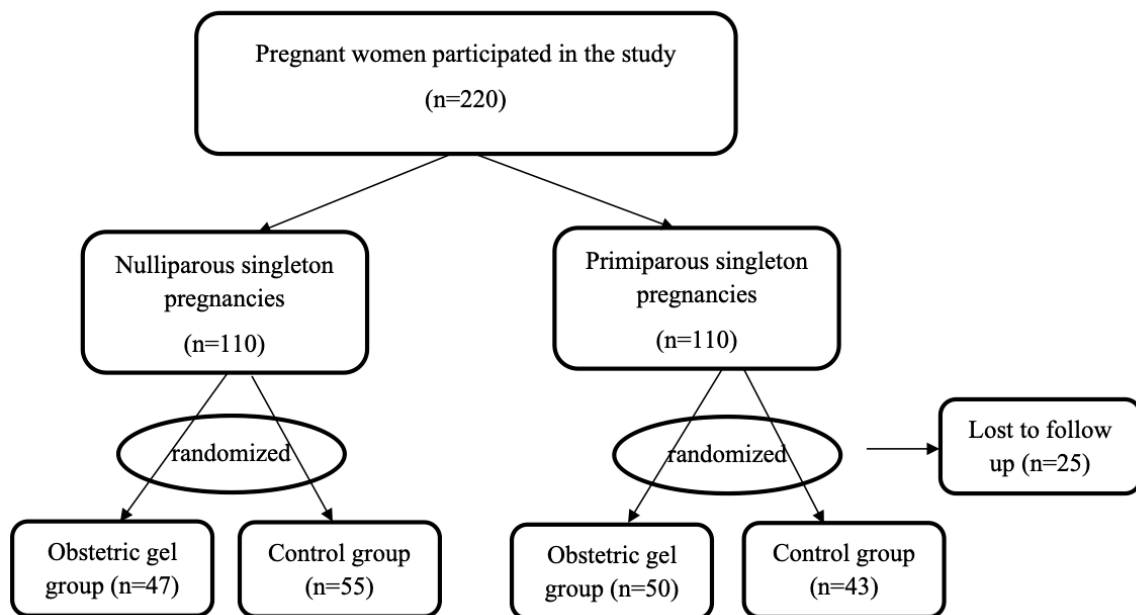 Pregnant women participated in the study
(n=220)
Nulliparous singleton
pregnancies
(n=110)
Primiparous singleton
pregnancies
(n=110)
randomized
randomized
Lost to follow
up (n=25)
Obstetric gel
group (n=47)
Control group
(n=55)
Obstetric gel
group (n=50)
Control group
(n=43)